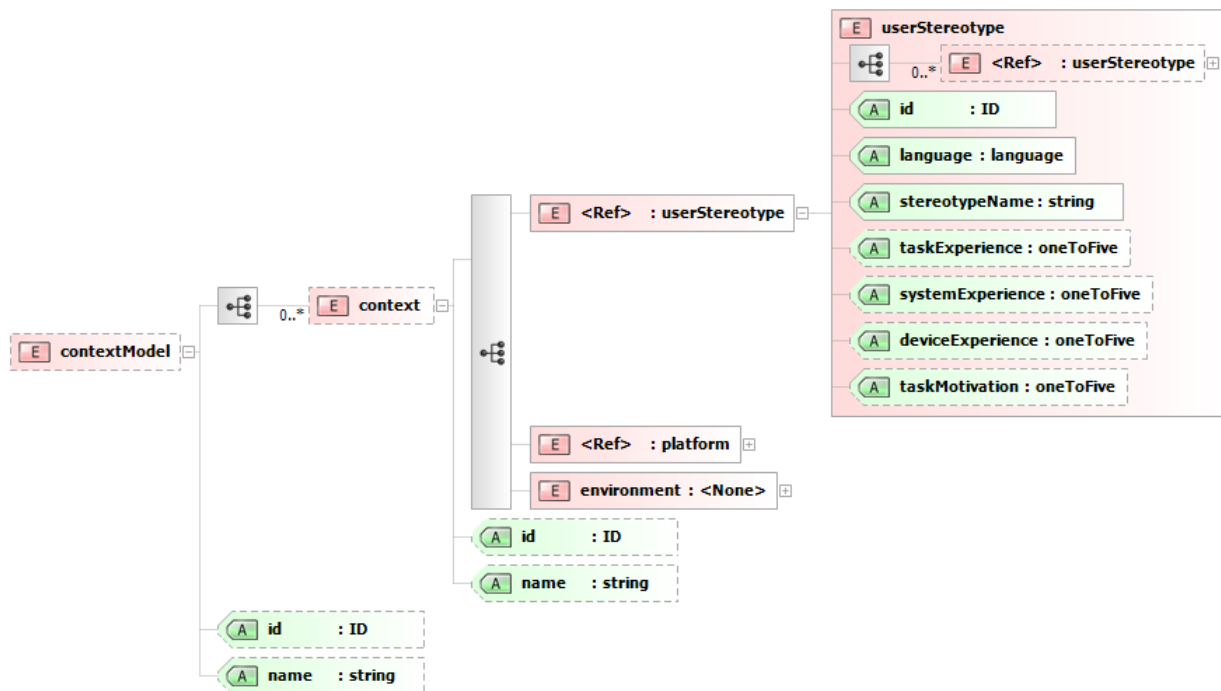 E userStereotype
0..* E <Ref> : userStereotype
A id : ID
A language : language
A stereotypeName : string
A taskExperience : oneToFive
A systemExperience : oneToFive
A deviceExperience : oneToFive
A taskMotivation : oneToFive
E <Ref> : userStereotype
E contextModel
0..* E context
E <Ref> : platform
E environment : <None>
A id : ID
A name : string
A id : ID
A name : string